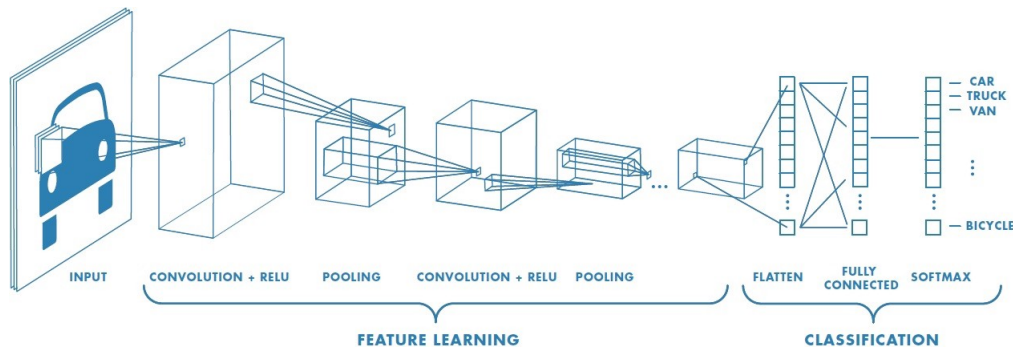 CAR
TRUCK
VAN
BICYCLE
INPUT
CONVOLUTION + RELU
POOLING
CONVOLUTION + RELU
POOLING
FLATTEN
FULLY
CONNECTED
SOFTMAX
FEATURE LEARNING
CLASSIFICATION